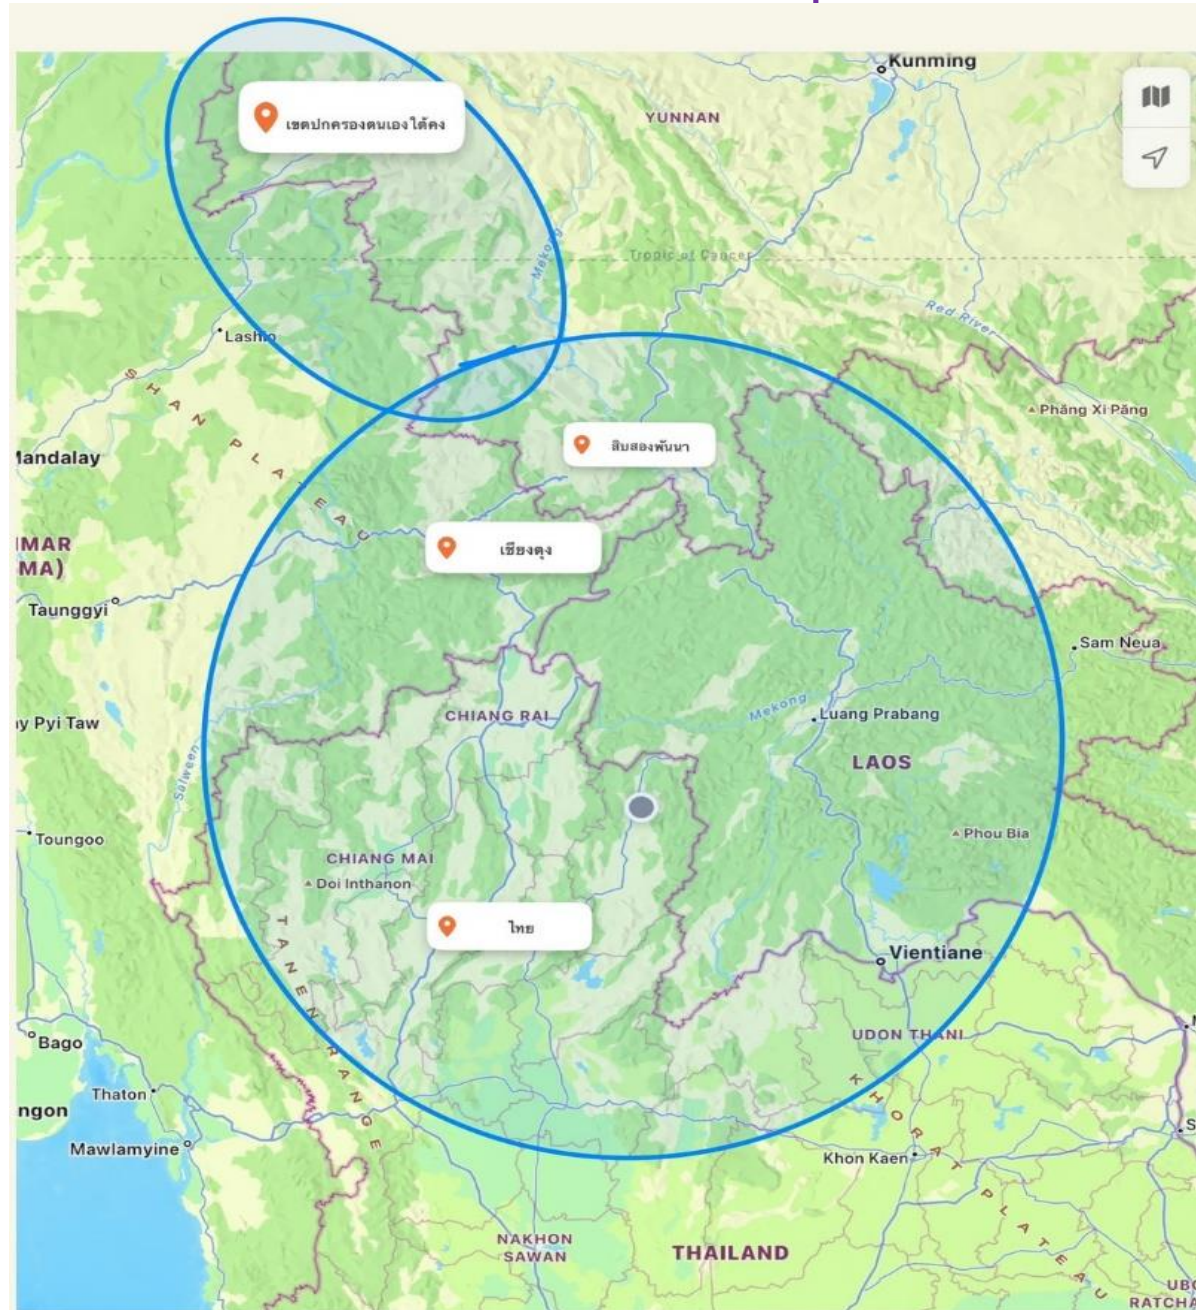 Kunming
YUNNAN
เขตปกครองตนเองใต้คง
Mekong
Tropic of Cancer
Red River
Lashio
SHAN PLATEAU
Phăng Xi Păng
สิบสองพันนา
Mandalay
เชียงตุง
MAR
MA)
Taunggyi
Sam Neua
y Pyi Taw
CHIANG RAI
Mekong
Luang Prabang
LAOS
Salween
Toungoo
Phou Bia
CHIANG MAI
Doi Inthanon
ไทย
TANEN RANGE
Vientiane
Bago
UDON THANI
Thaton
ngon
KHORAT PLATEAU
Mawlamyine
Khon Kaen
S
NAKHON
SAWAN
THAILAND
UBO
RATCHA